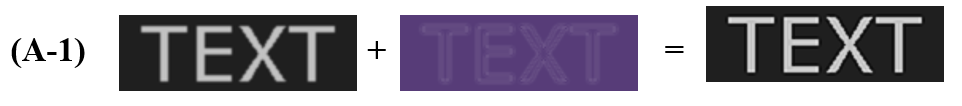 (A-1) TEXT + TEXT = TEXT